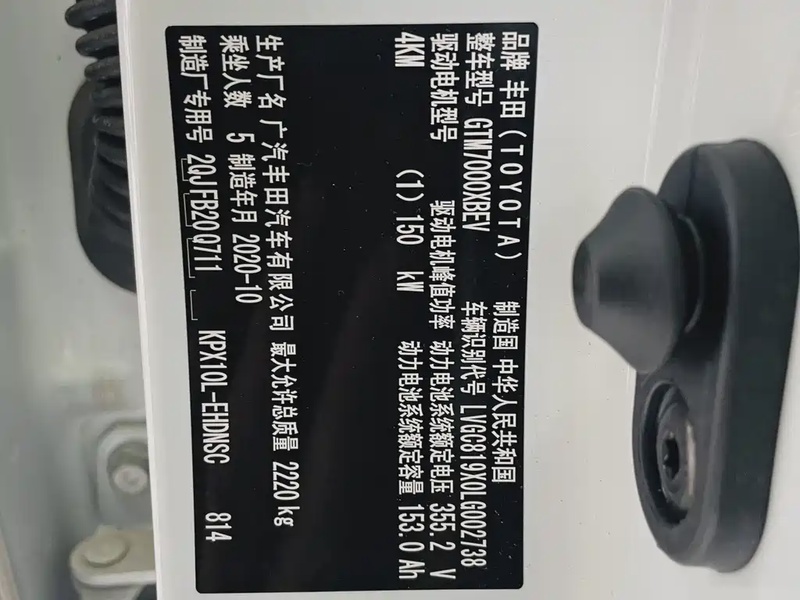 品牌 丰田(TOYOTA) 制造国 中华人民共和国
整车型号 GTM7000XBEV 车辆识别代号 LVGC819X0LG002738
驱动电机型号 驱动电机峰值功率 动力电池系统额定电压 355.2 V
4KM (1) 150 kW 动力电池系统额定容量 153.0 Ah
生产厂名 广汽丰田汽车有限公司 最大允许总质量 2220 kg
乘坐人数 5 制造年月 2020-10
制造厂专用号 2QJFB20Q711 KPX10L-EHDNSC 814